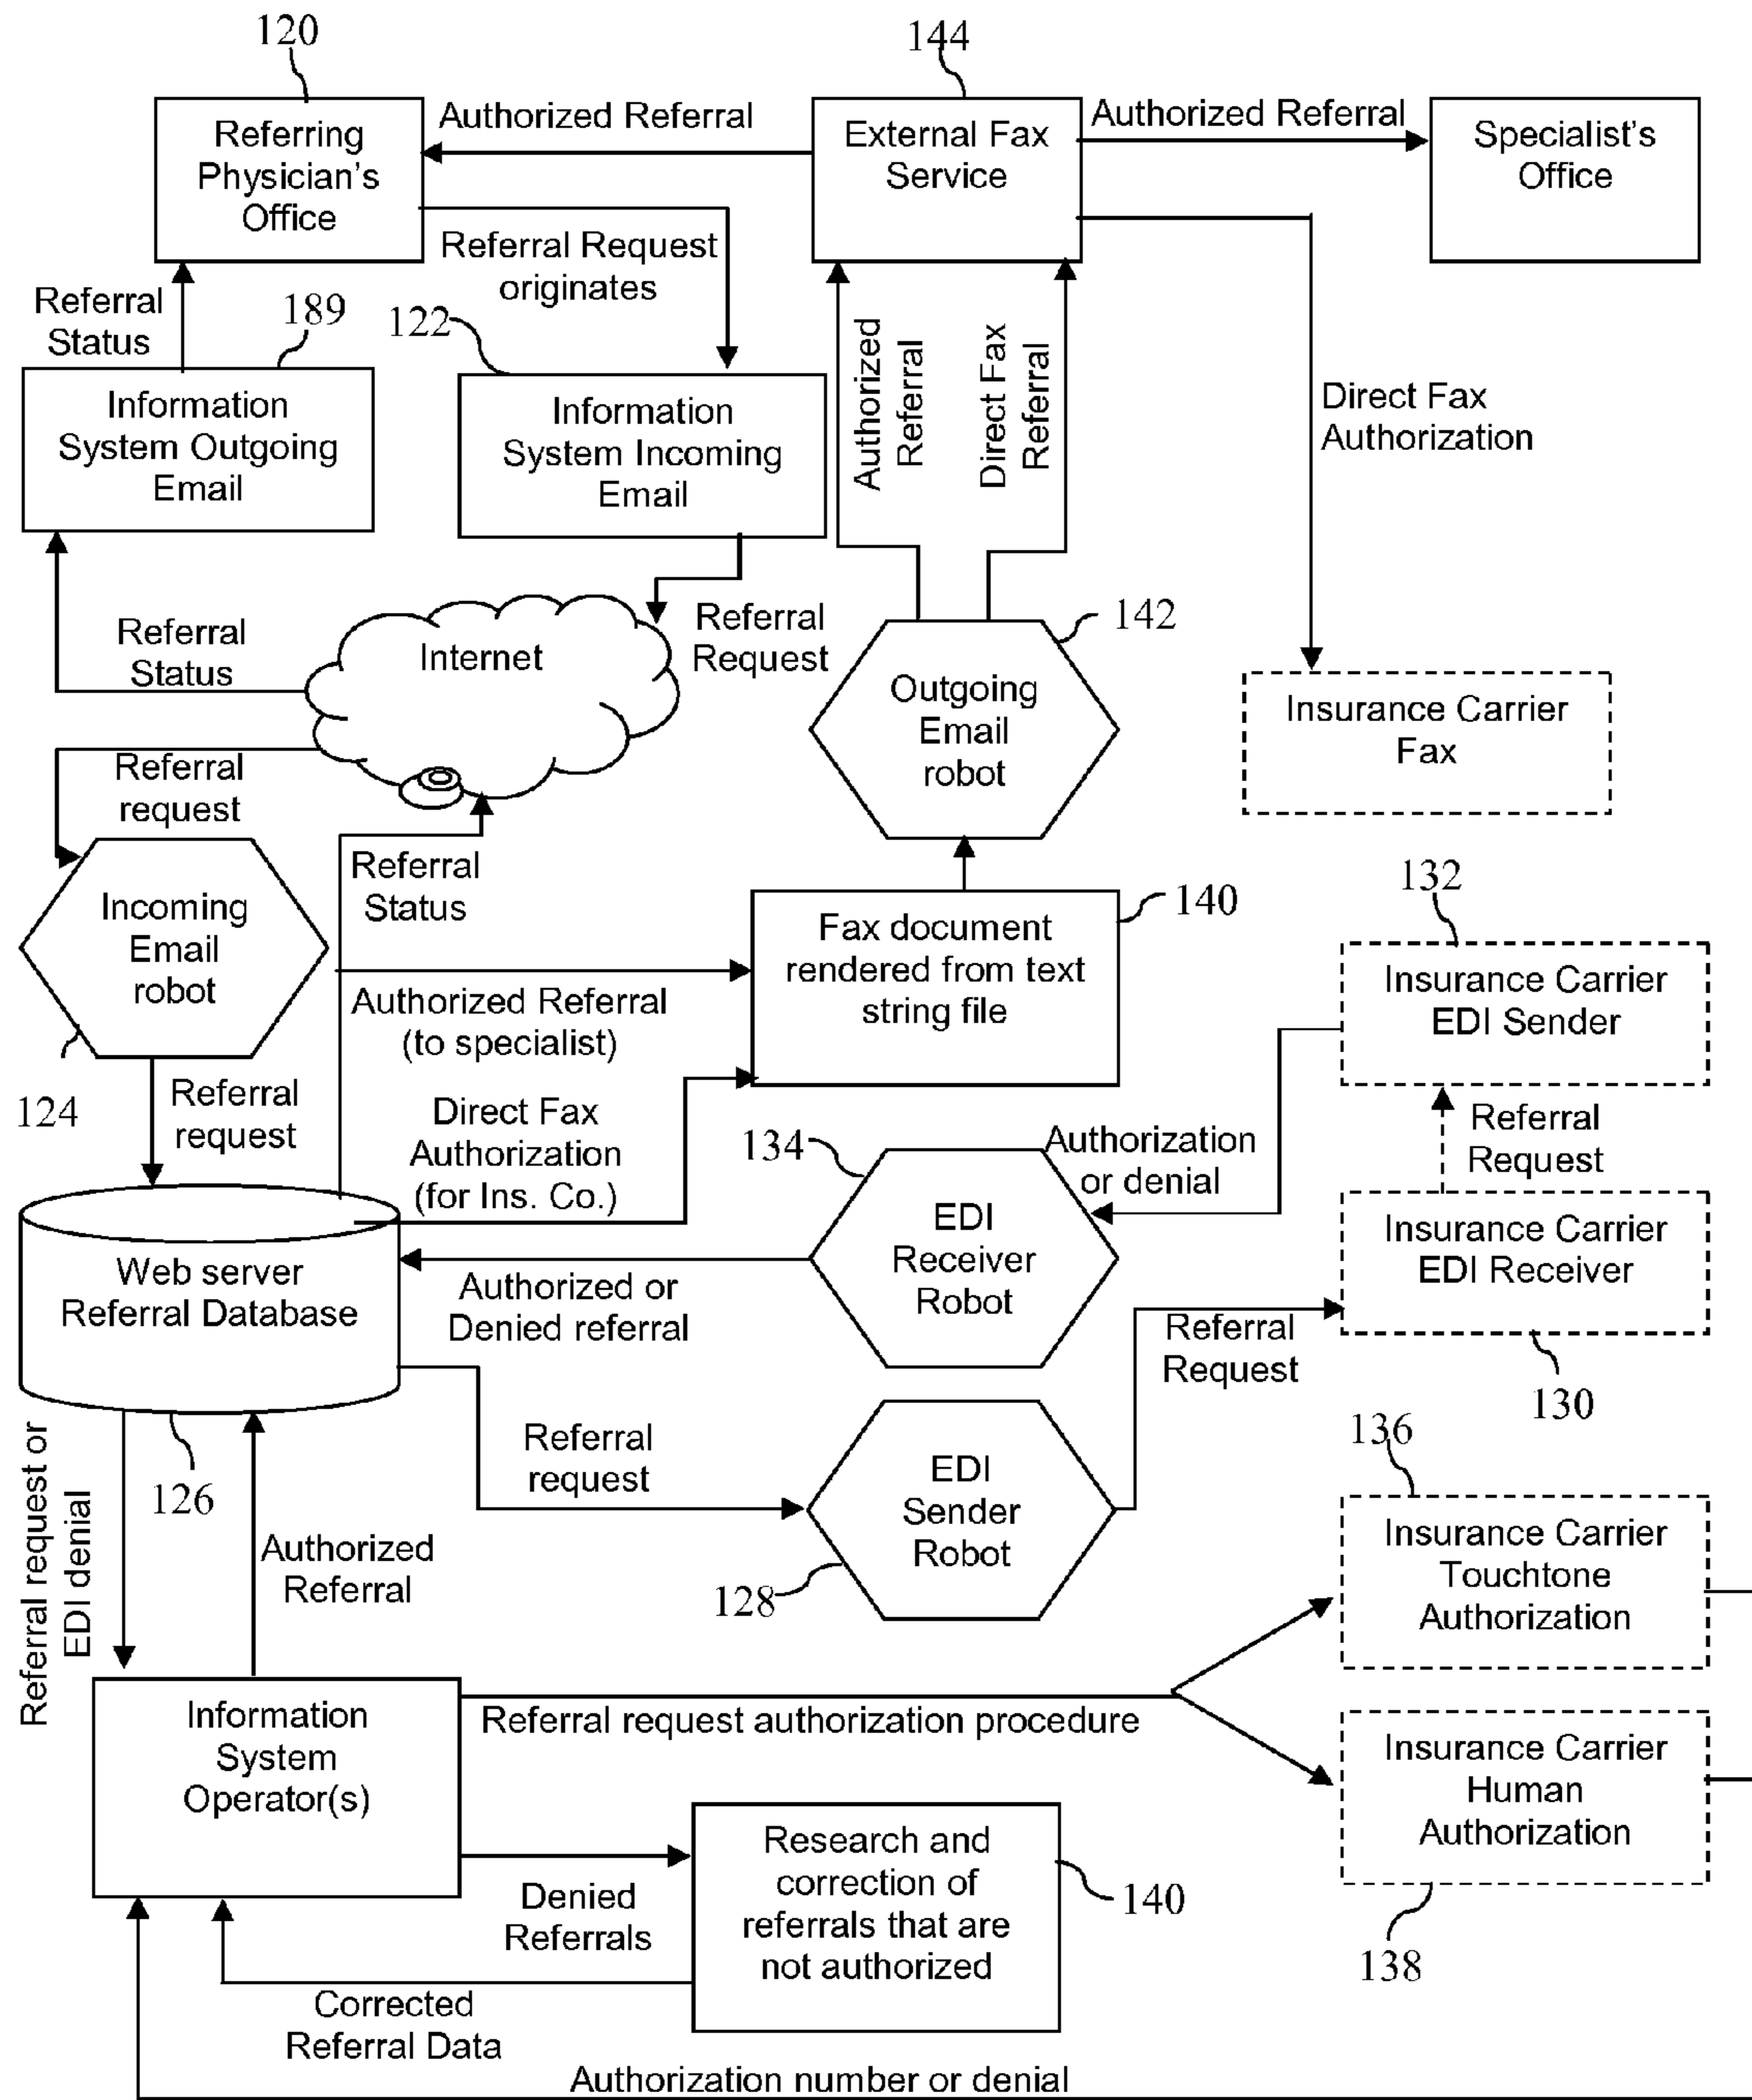 120
144
Referring
Physician's
Office
Authorized Referral
External Fax
Service
Authorized Referral
Specialist's
Office
Referral Request
originates
Referral
Status
189
122
Information
System Outgoing
Email
Information
System Incoming
Email
Authorized
Referral
Direct Fax
Referral
Direct Fax
Authorization
Referral
Status
Internet
Referral
Request
142
Outgoing
Email
robot
Insurance Carrier
Fax
Referral
request
Referral
Status
Incoming
Email
robot
124
140
Fax document
rendered from text
string file
132
Insurance Carrier
EDI Sender
Authorized Referral
(to specialist)
Referral
request
Direct Fax
Authorization
(for Ins. Co.)
134
Authorization
or denial
Referral
Request
EDI
Receiver
Robot
Insurance Carrier
EDI Receiver
130
Web server
Referral Database
Authorized or
Denied referral
Referral
Request
126
Referral
request
EDI
Sender
Robot
128
136
Insurance Carrier
Touchtone
Authorization
Referral request or
EDI denial
Authorized
Referral
Information
System
Operator(s)
Referral request authorization procedure
Insurance Carrier
Human
Authorization
138
Denied
Referrals
Research and
correction of
referrals that are
not authorized
140
Corrected
Referral Data
Authorization number or denial